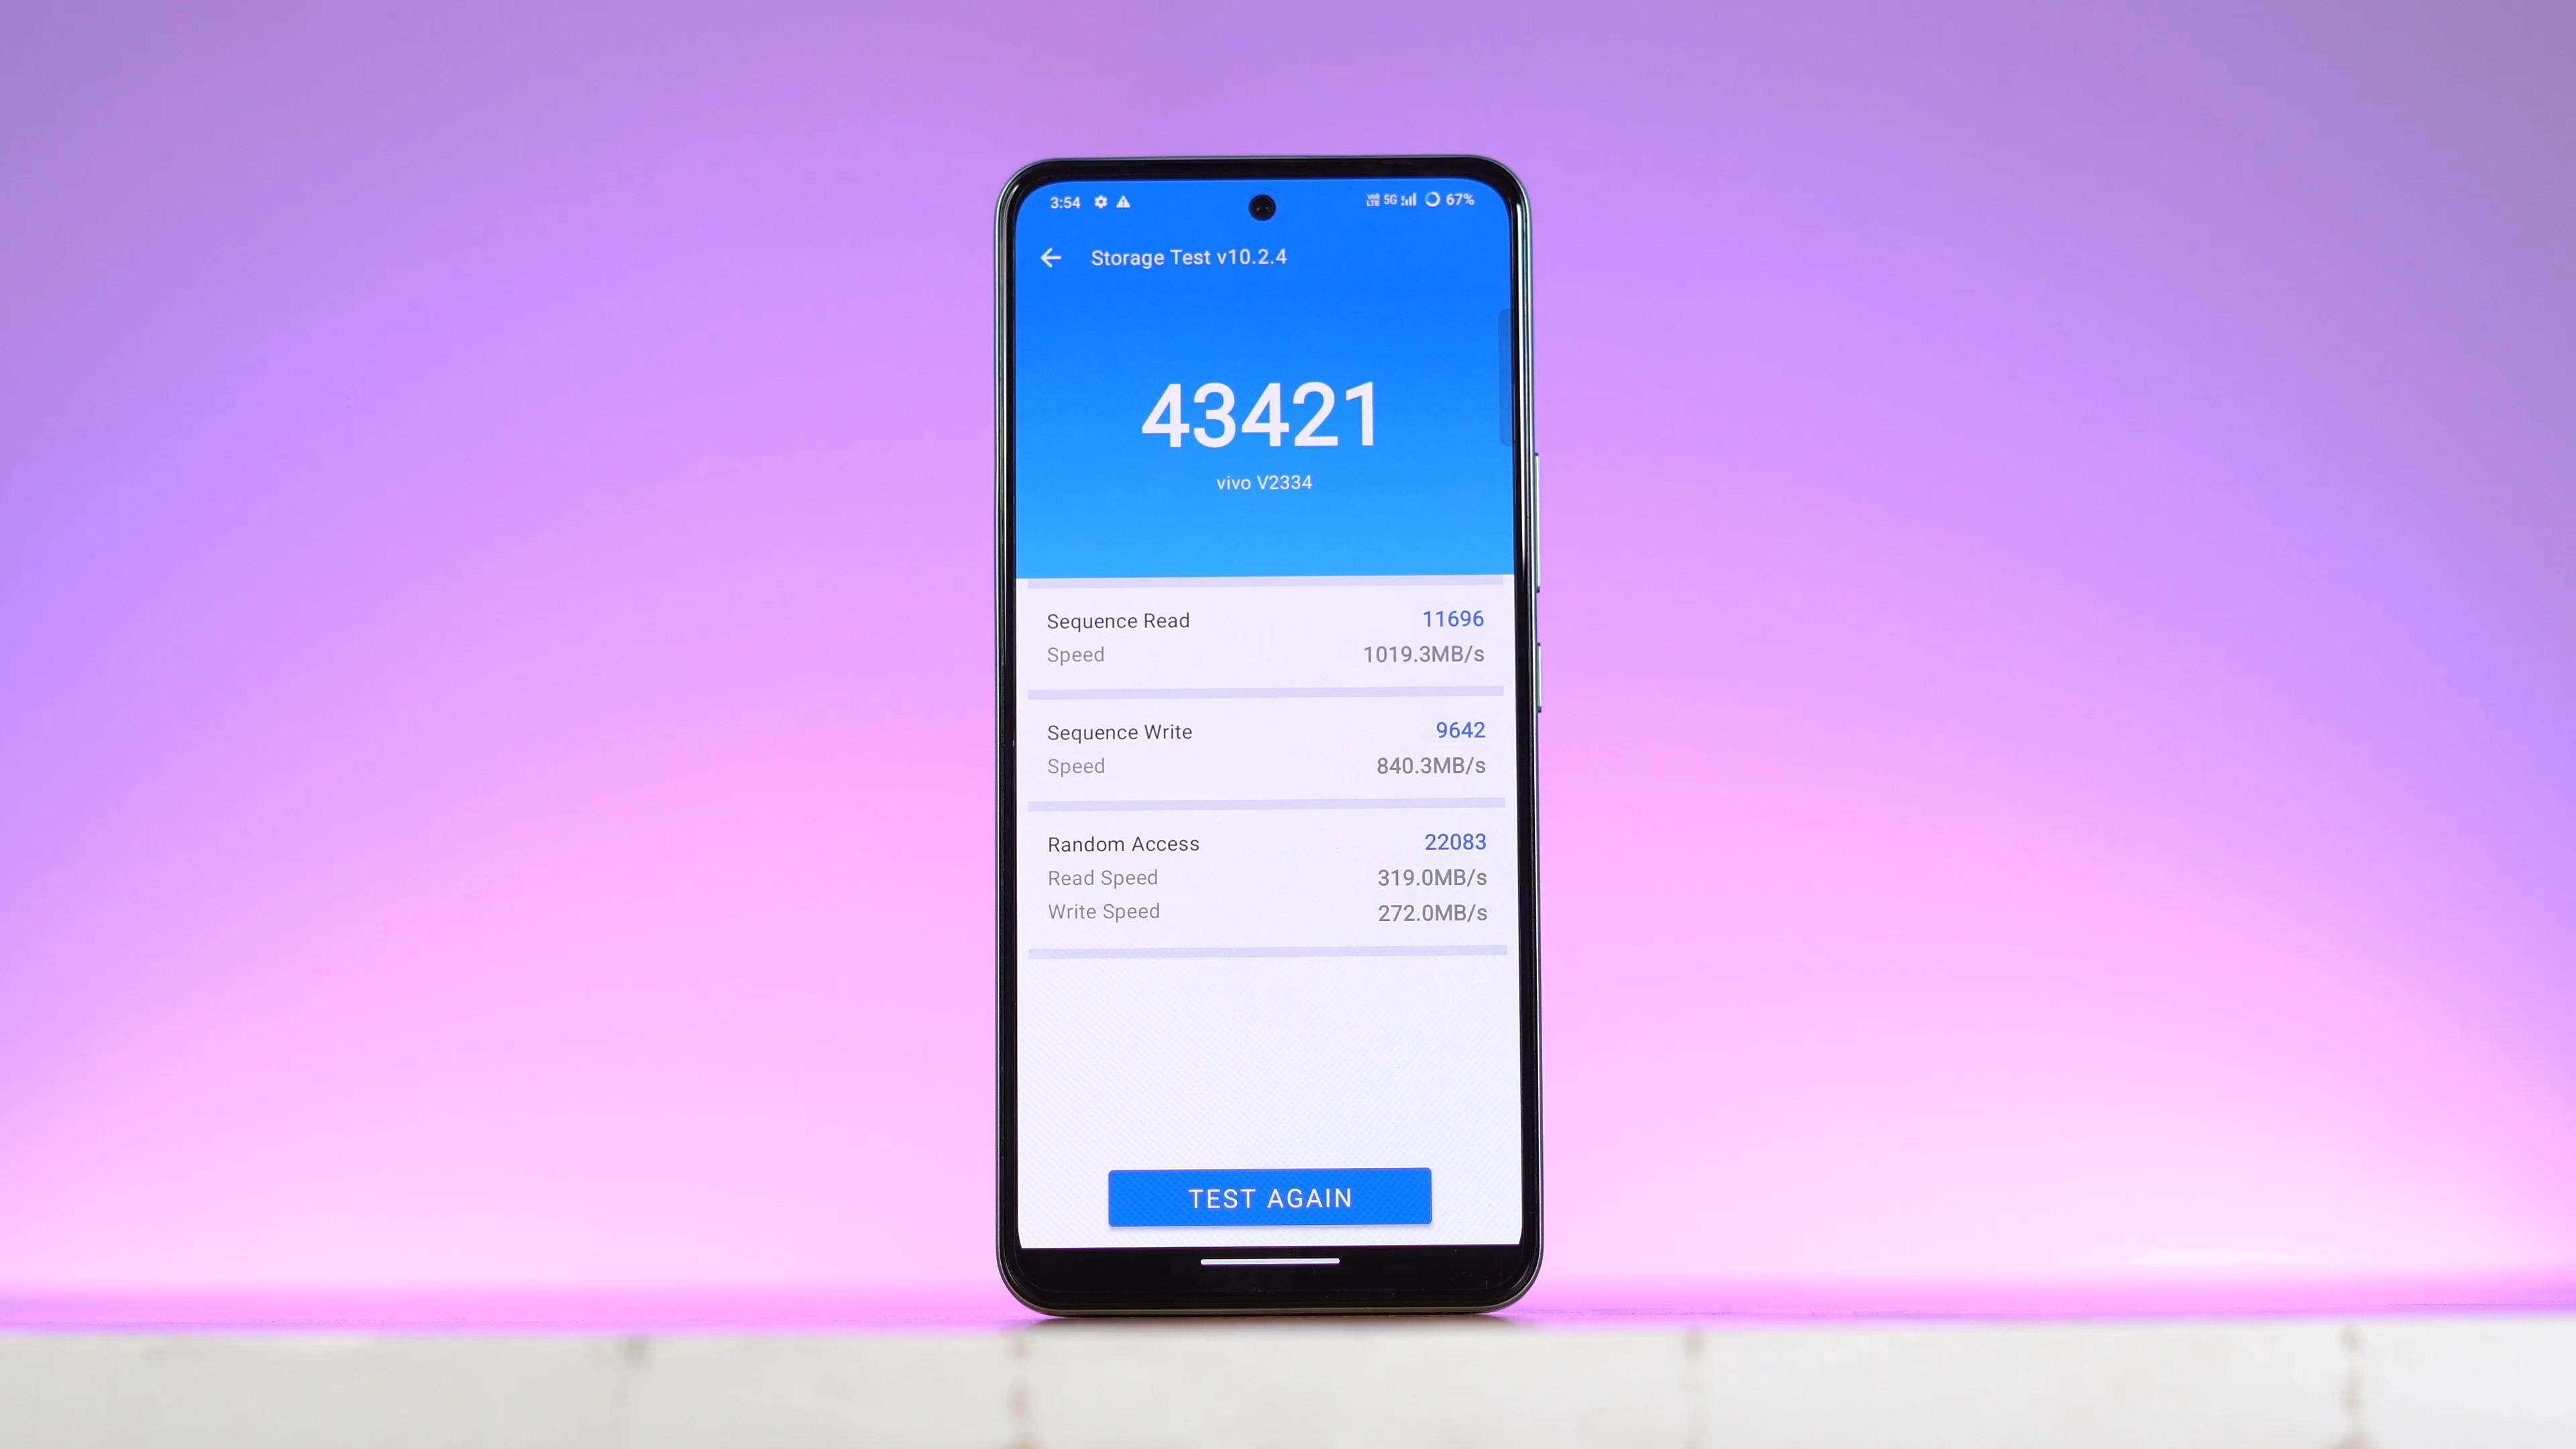 3:54 VoLTE 5G 67%
Storage Test v10.2.4
43421
vivo V2334
Sequence Read 11696
Speed 1019.3MB/s
Sequence Write 9642
Speed 840.3MB/s
Random Access 22083
Read Speed 319.0MB/s
Write Speed 272.0MB/s
TEST AGAIN